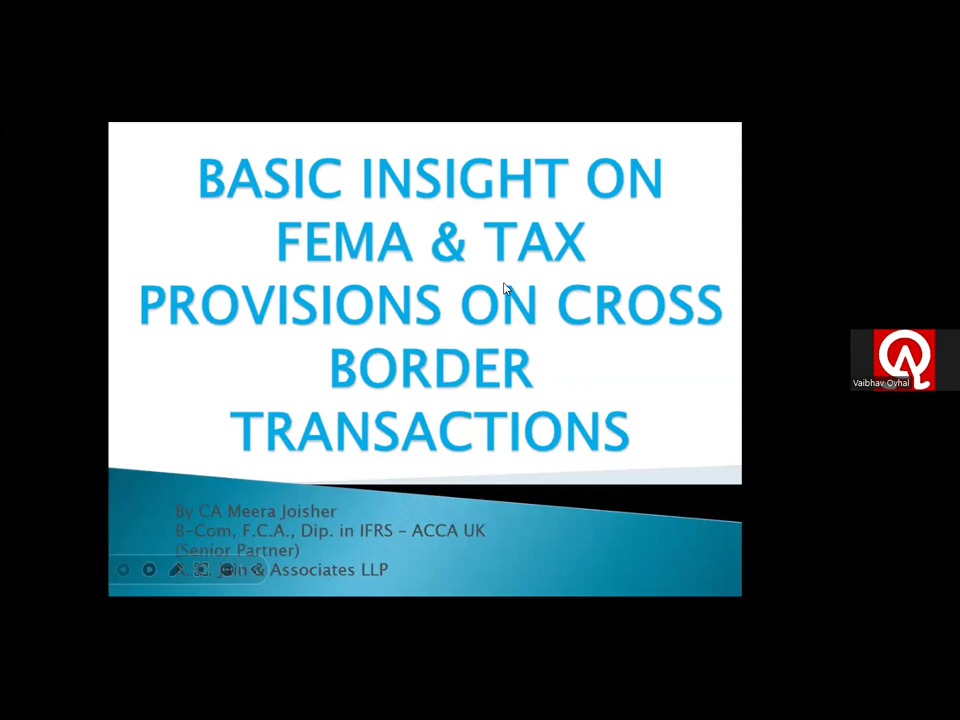 BASIC INSIGHT ON
FEMA & TAX
PROVISIONS ON CROSS
BORDER
TRANSACTIONS
By CA Meera Joisher
B-Com, F.C.A., Dip. in IFRS – ACCA UK
(Senior Partner)
& Associates LLP
Vaibhav Ovhal